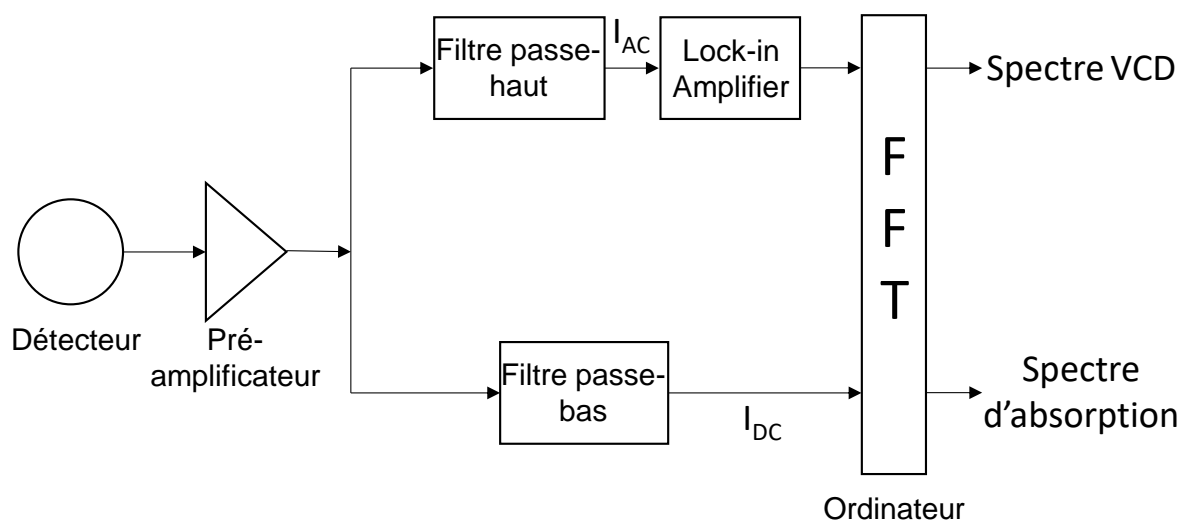 Filtre passe-
haut
I_AC
Lock-in
Amplifier
Spectre VCD
F
F
T
Détecteur
Pré-
amplificateur
Filtre passe-
bas
I_DC
Spectre
d’absorption
Ordinateur